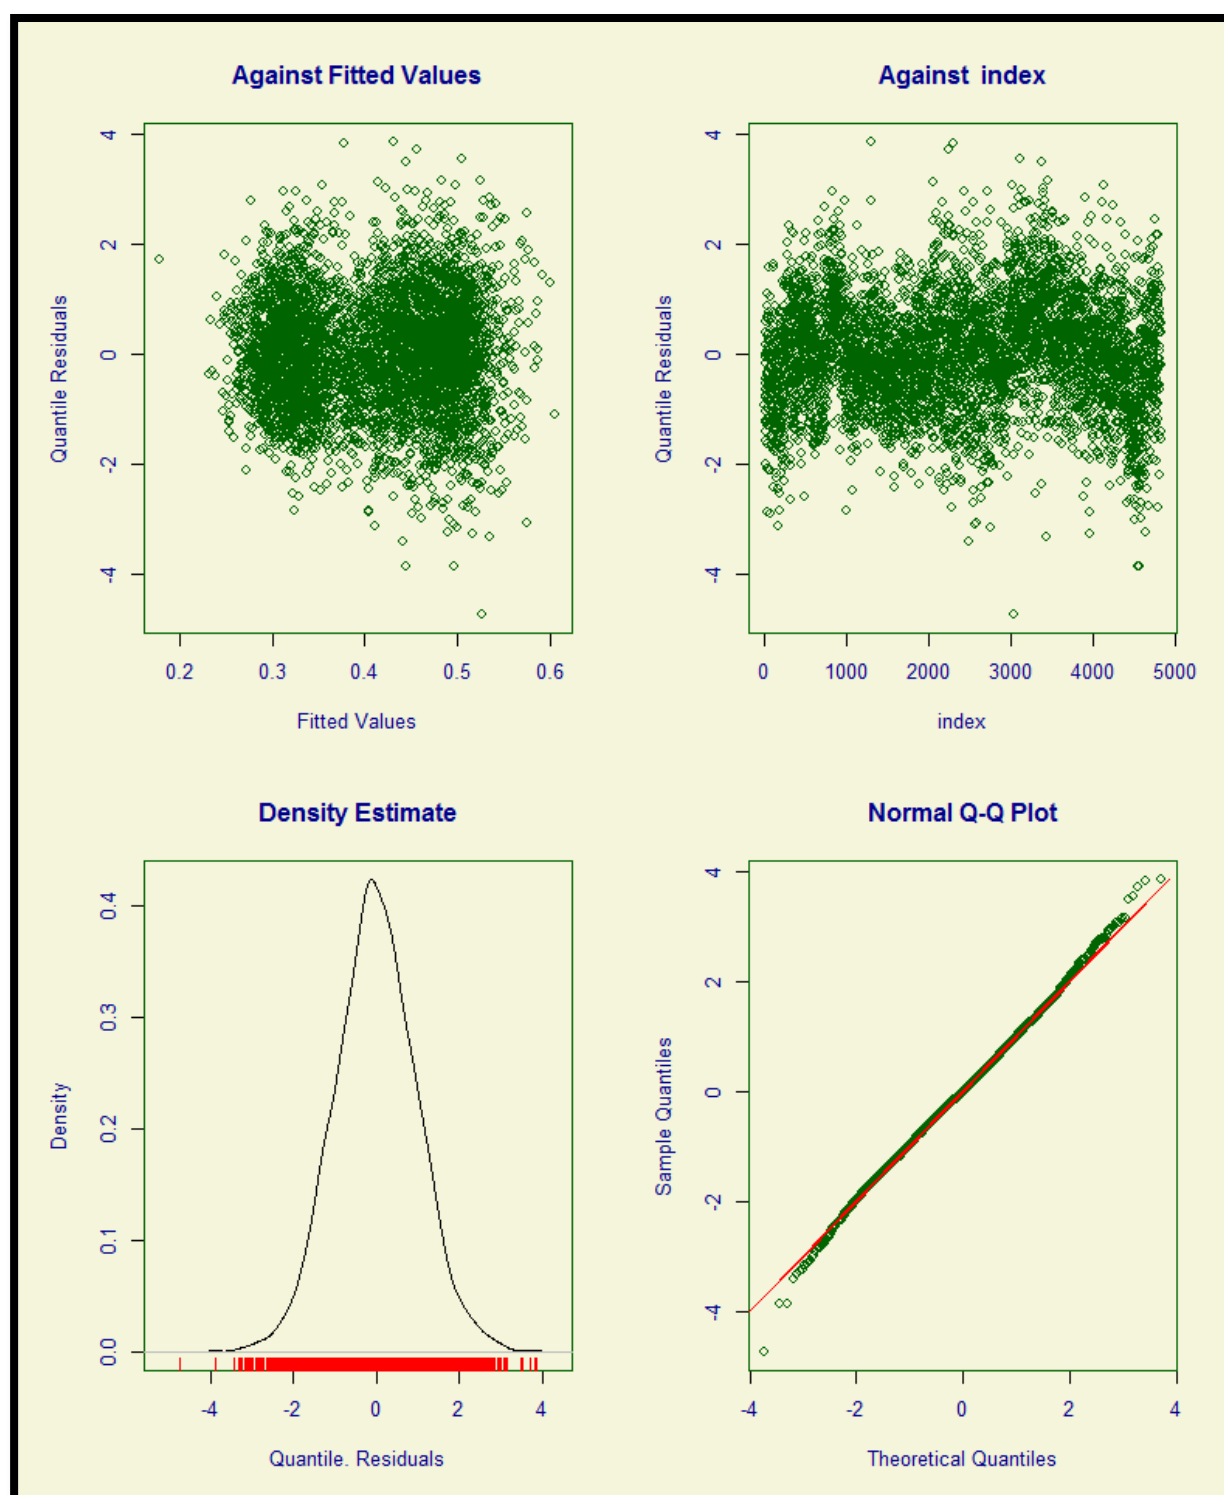 Against Fitted Values
Quantile Residuals
4
2
0
-2
-4
0.2 0.3 0.4 0.5 0.6
Fitted Values
Against index
Quantile Residuals
4
2
0
-2
-4
0 1000 2000 3000 4000 5000
index
Density Estimate
Density
0.4
0.3
0.2
0.1
0.0
-4 -2 0 2 4
Quantile. Residuals
Normal Q-Q Plot
Sample Quantiles
4
2
0
-2
-4
-4 -2 0 2 4
Theoretical Quantiles